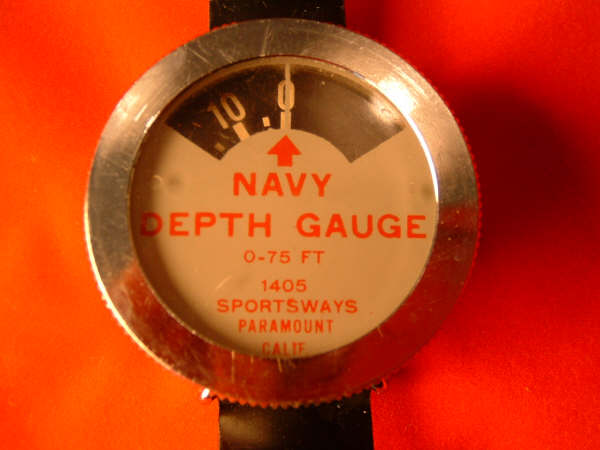 10 0
NAVY
DEPTH GAUGE
0-75 FT
1405
SPORTSWAYS
PARAMOUNT
CALIF